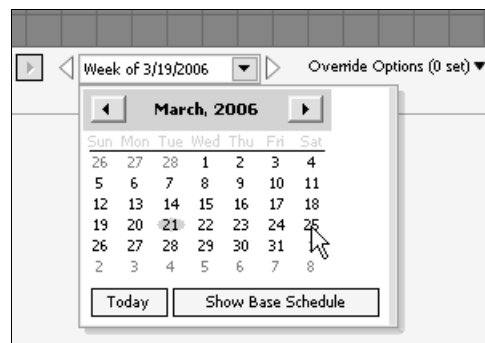 Week of 3/19/2006 Override Options (0 set)
March, 2006
Sun Mon Tue Wed Thu Fri Sat
26 27 28 1 2 3 4
5 6 7 8 9 10 11
12 13 14 15 16 17 18
19 20 21 22 23 24 25
26 27 28 29 30 31
2 3 4 5 6 7 8
Today Show Base Schedule